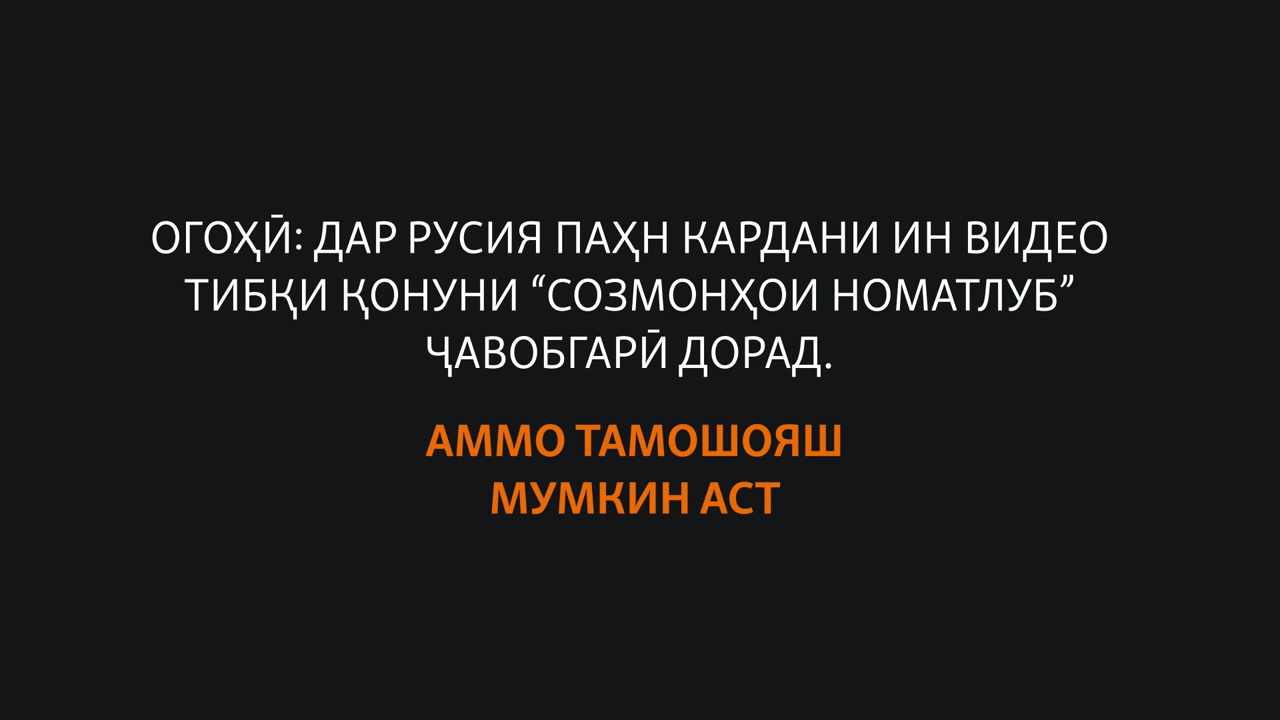 ОГОҲӢ: ДАР РУСИЯ ПАҲН КАРДАНИ ИН ВИДЕО
ТИБҚИ ҚОНУНИ “СОЗМОНҲОИ НОМАТЛУБ”
ҶАВОБГАРӢ ДОРАД.
АММО ТАМОШОЯШ
МУМКИН АСТ